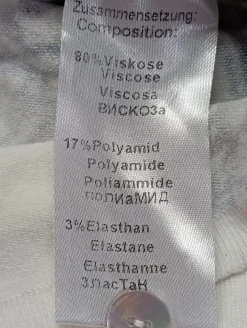 Zusammensetzung:
Composition:
80%Viskose
Viscose
Viscosa
ВИСКОЗа
17%Polyamid
Polyamide
Poliammide
ПОЛИаМИД
3%Elasthan
Elastane
Elasthanne
ЭЛасТаН